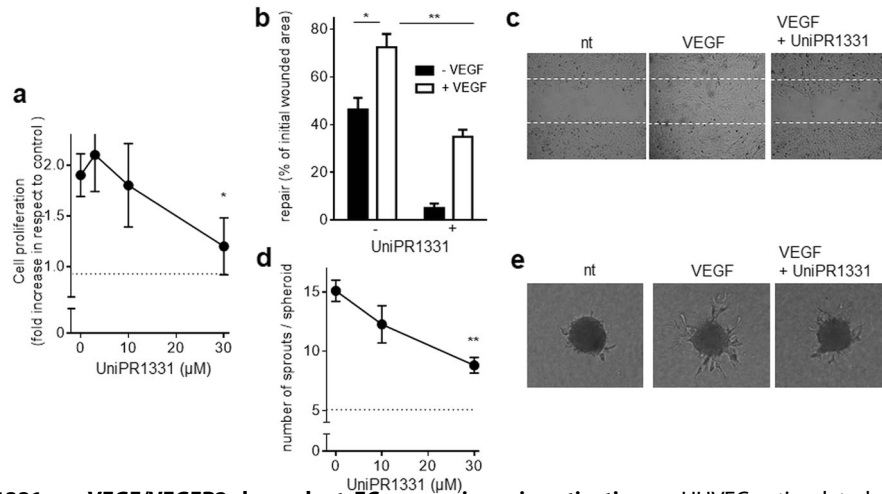 a
Cell proliferation
(fold increase in respect to control )
2.0
1.5
1.0
0
0 10 20 30
UniPR1331 (µM)
*
b
repair (% of initial wounded area)
80
60
40
20
0
* **
- VEGF
+ VEGF
- +
UniPR1331
c
nt
VEGF
VEGF
+ UniPR1331
d
number of sprouts / spheroid
15
10
5
0
0 10 20 30
UniPR1331 (µM)
**
e
nt
VEGF
VEGF
+ UniPR1331